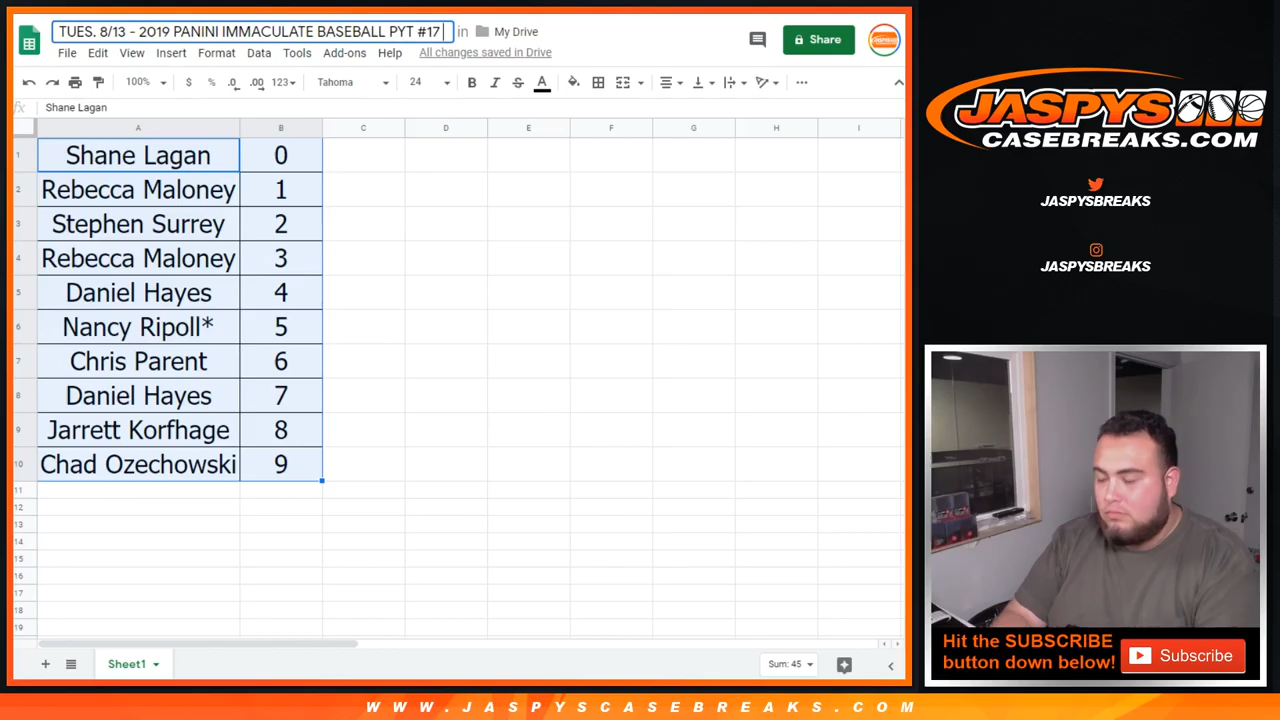 TUES. 8/13 - 2019 PANINI IMMACULATE BASEBALL PYT #17 in My Drive
File Edit View Insert Format Data Tools Add-ons Help All changes saved in Drive
Share
100% $ % .0 .00 123 Tahoma 24 B I S A
fx Shane Lagan
A B C D E F G H I
1 Shane Lagan 0
2 Rebecca Maloney 1
3 Stephen Surrey 2
4 Rebecca Maloney 3
5 Daniel Hayes 4
6 Nancy Ripoll* 5
7 Chris Parent 6
8 Daniel Hayes 7
9 Jarrett Korfhage 8
10 Chad Ozechowski 9
11
12
13
14
15
16
17
18
19
Sheet1 Sum: 45
JASPYS
CASEBREAKS.COM
JASPYSBREAKS
JASPYSBREAKS
Hit the SUBSCRIBE
button down below!
Subscribe
WWW.JASPYSCASEBREAKS.COM